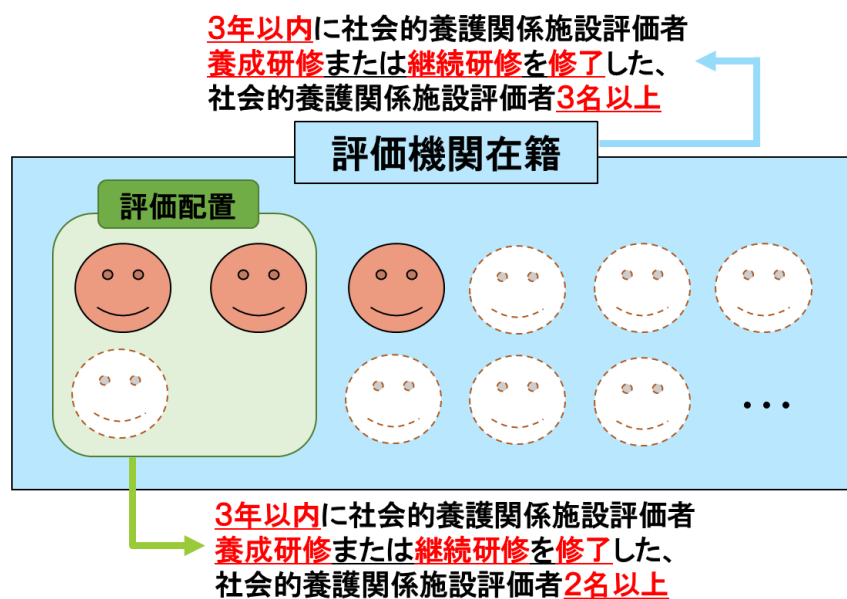 3年以内に社会的養護関係施設評価者
養成研修または継続研修を修了した、
社会的養護関係施設評価者3名以上
評価機関在籍
評価配置
・・・
3年以内に社会的養護関係施設評価者
養成研修または継続研修を修了した、
社会的養護関係施設評価者2名以上